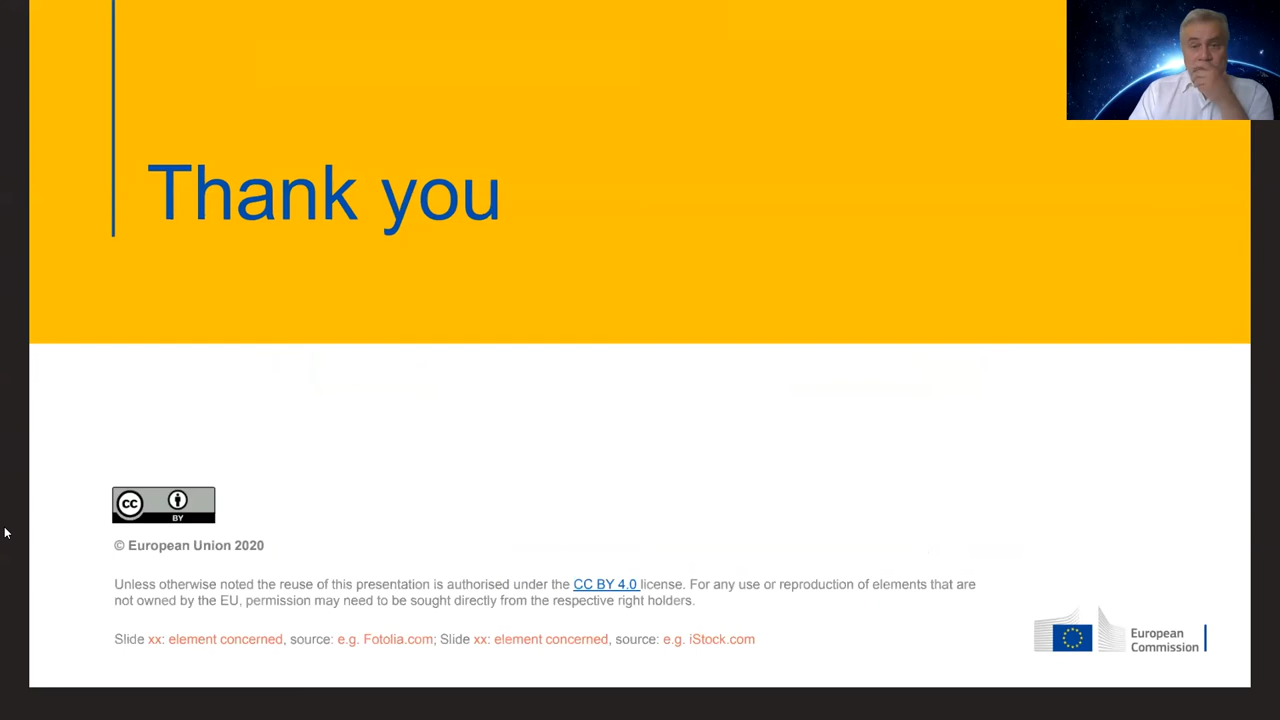 Thank you
cc
BY
© European Union 2020
Unless otherwise noted the reuse of this presentation is authorised under the CC BY 4.0 license. For any use or reproduction of elements that are
not owned by the EU, permission may need to be sought directly from the respective right holders.
Slide xx: element concerned, source: e.g. Fotolia.com; Slide xx: element concerned, source: e.g. iStock.com
European
Commission